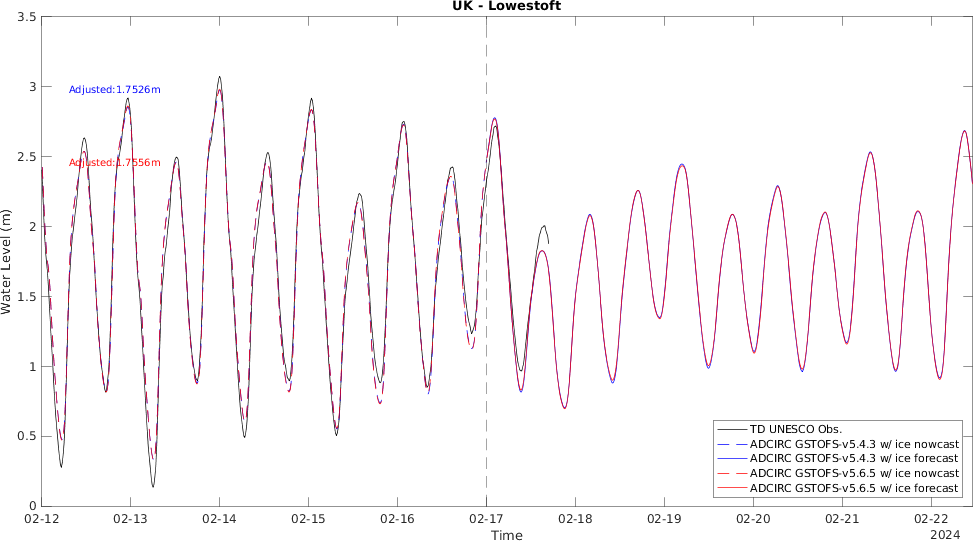 UK - Lowestoft
3.5
3
2.5
2
1.5
1
0.5
0
Water Level (m)
Adjusted:1.7526m
Adjusted:1.7556m
TD UNESCO Obs.
ADCIRC GSTOFS-v5.4.3 w/ ice nowcast
ADCIRC GSTOFS-v5.4.3 w/ ice forecast
ADCIRC GSTOFS-v5.6.5 w/ ice nowcast
ADCIRC GSTOFS-v5.6.5 w/ ice forecast
02-12 02-13 02-14 02-15 02-16 02-17 02-18 02-19 02-20 02-21 02-22
Time
2024